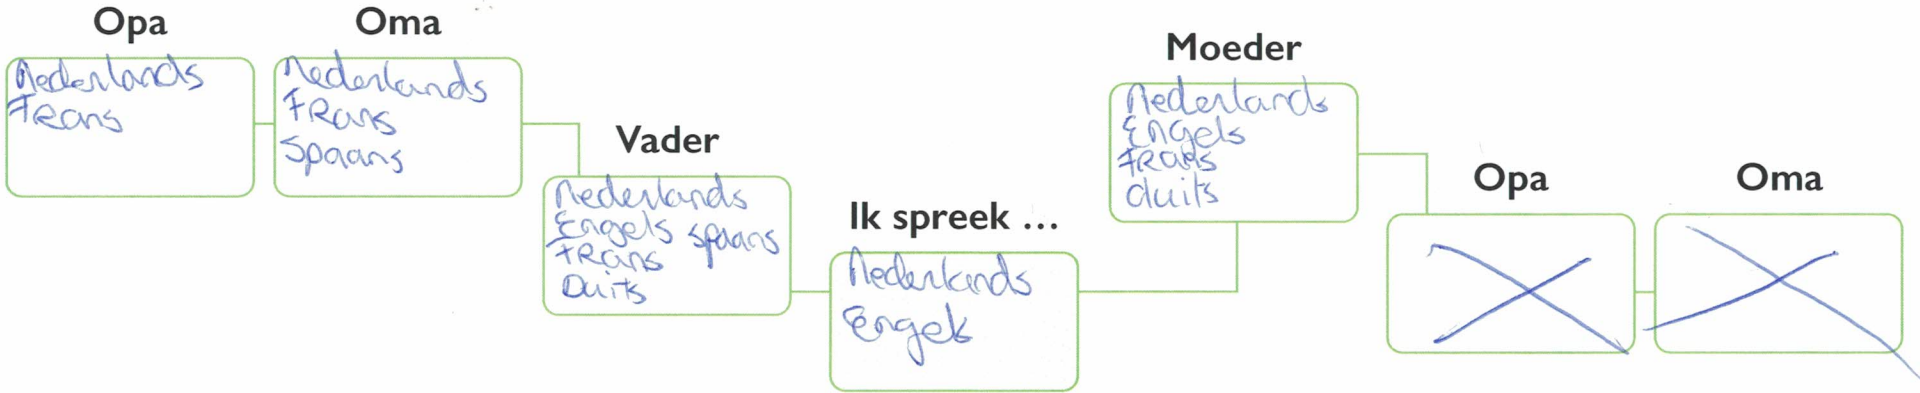 Opa
Nederlands
Frans
Oma
Nederlands
Frans
Spaans
Vader
Nederlands
Engels spaans
Frans
Duits
Ik spreek ...
Nederlands
Engels
Moeder
Nederlands
Engels
Frans
duits
Opa
Oma